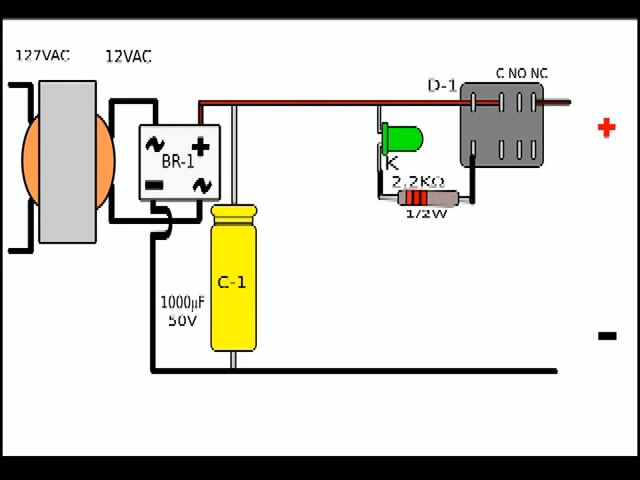 127VAC
12VAC
C NO NC
D-1
+
BR-1
K
2.2KΩ
1/2W
C-1
1000µF
50V
-